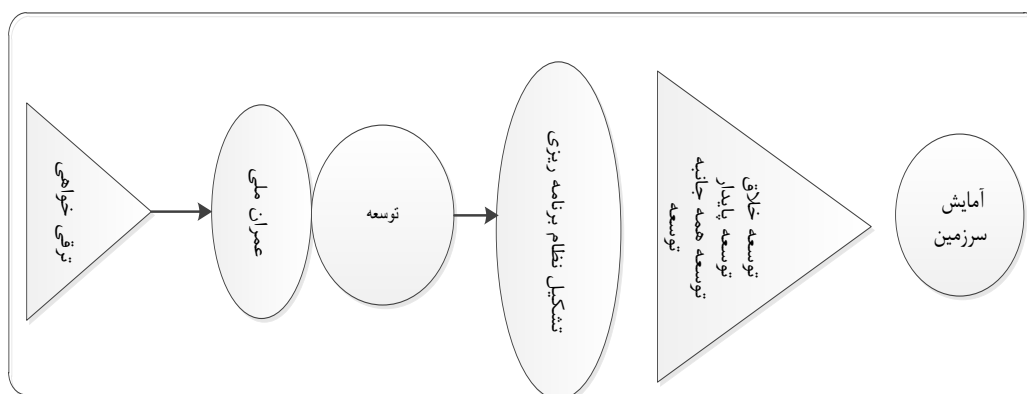 ترقی خواهی
عمران ملی
توسعه
تشکیل نظام برنامه ریزی
توسعه خلاق
توسعه پایدار
توسعه همه جانبه
توسعه
آمایش
سرزمین